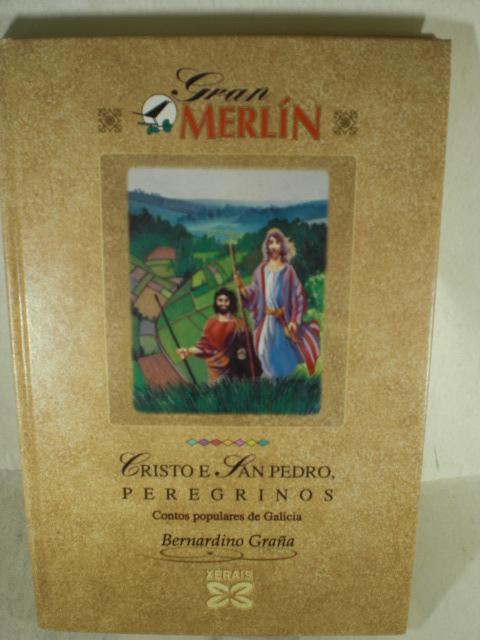 Gran
MERLÍN
CRISTO E SAN PEDRO,
PEREGRINOS
Contos populares de Galicia
Bernardino Graña
XERAIS